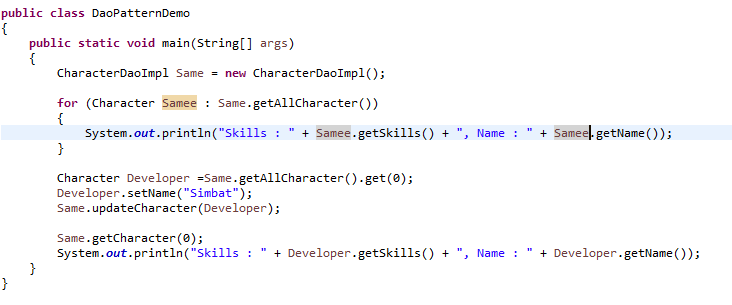 public class DaoPatternDemo
{
    public static void main(String[] args)
    {
        CharacterDaoImpl Same = new CharacterDaoImpl();
        for (Character Samee : Same.getAllCharacter())
        {
            System.out.println("Skills : " + Samee.getSkills() + ", Name : " + Samee.getName());
        }
        Character Developer =Same.getAllCharacter().get(0);
        Developer.setName("Simbat");
        Same.updateCharacter(Developer);
        Same.getCharacter(0);
        System.out.println("Skills : " + Developer.getSkills() + ", Name : " + Developer.getName());
    }
}